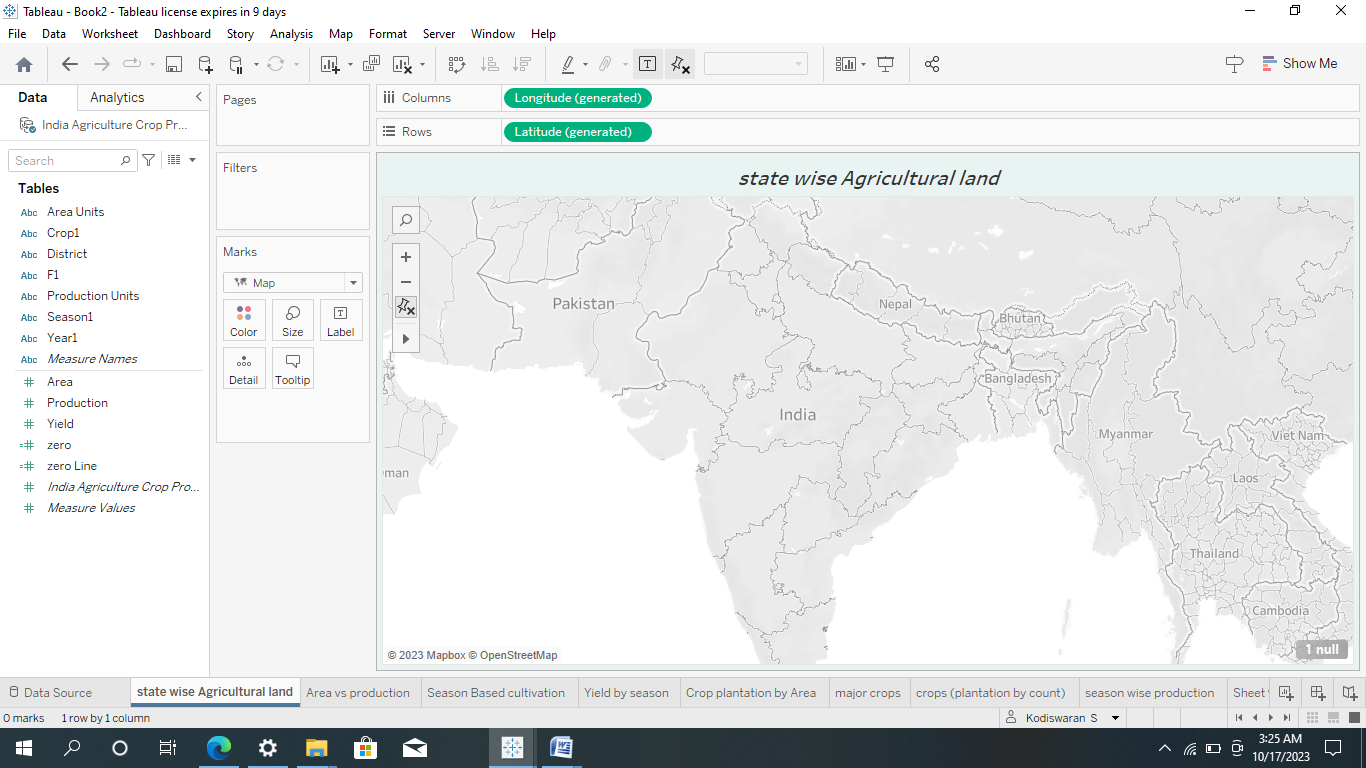 Tableau - Book2 - Tableau license expires in 9 days
File Data Worksheet Dashboard Story Analysis Map Format Server Window Help
Show Me
Data Analytics
India Agriculture Crop Pr...
Search
Tables
Abc Area Units
Abc Crop1
Abc District
Abc F1
Abc Production Units
Abc Season1
Abc Year1
Abc Measure Names
Area
Production
Yield
zero
zero Line
India Agriculture Crop Pro...
Measure Values
Pages
Filters
Marks
Map
Color Size Label
Detail Tooltip
Columns Longitude (generated)
Rows Latitude (generated)
state wise Agricultural land
Pakistan
Nepal
Bhutan
Bangladesh
India
Myanmar
Viet Nam
man
Laos
Thailand
Cambodia
© 2023 Mapbox © OpenStreetMap
1 null
Data Source state wise Agricultural land Area vs production Season Based cultivation Yield by season Crop plantation by Area major crops crops (plantation by count) season wise production Sheet
0 marks 1 row by 1 column Kodiswaran S
3:25 AM
10/17/2023